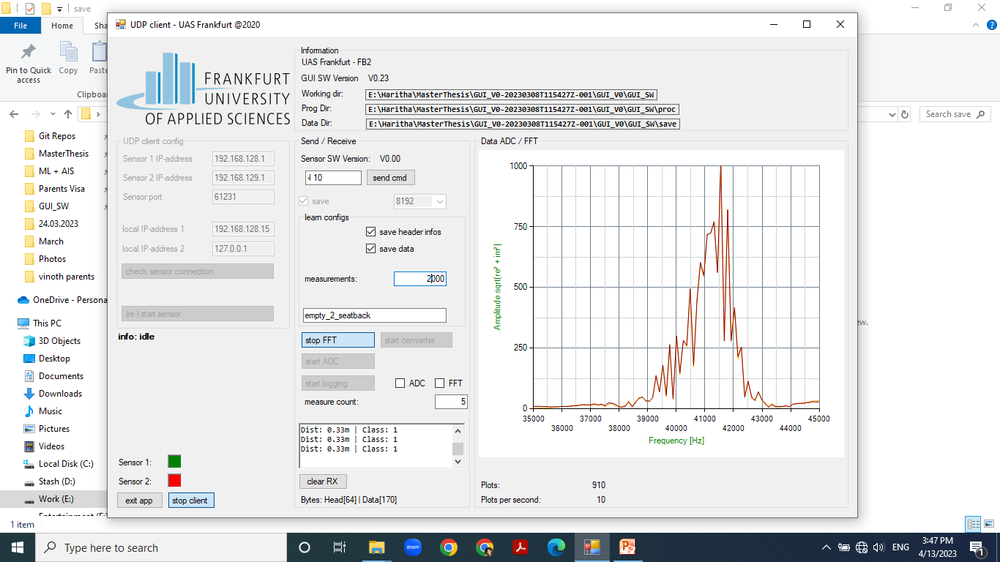 save
UDP client - UAS Frankfurt @2020
File
Home
Sha
Pin to Quick
access
Copy
Paste
Clipboa
Search save
Git Repos
MasterThesis
ML + AIS
Parents Visa
GUI_SW
24.03.2023
March
Photos
vinoth parents
OneDrive - Persona
This PC
3D Objects
Desktop
Documents
Downloads
Music
Pictures
Videos
Local Disk (C:)
Stash (D:)
Work (E:)
Entertainment (F:
1 item
ew.
FRANKFURT
UNIVERSITY
OF APPLIED SCIENCES
Information
UAS Frankfurt - FB2
GUI SW Version V0.23
Working dir: E:\Haritha\MasterThesis\GUI_V0-20230308T115427Z-001\GUI_V0\GUI_SW
Prog Dir: E:\Haritha\MasterThesis\GUI_V0-20230308T115427Z-001\GUI_V0\GUI_SW\proc
Data Dir: E:\Haritha\MasterThesis\GUI_V0-20230308T115427Z-001\GUI_V0\GUI_SW\save
UDP client config
Sensor 1 IP-address 192.168.128.1
Sensor 2 IP-address 192.168.129.1
Sensor port 61231
local IP-address 1 192.168.128.15
local IP-address 2 127.0.0.1
check sensor connection
(re-) start sensor
info: idle
Sensor 1:
Sensor 2:
exit app
stop client
Send / Receive
Sensor SW Version: V0.00
-l 10
send cmd
save
8192
learn configs
save header infos
save data
measurements: 2000
empty_2_seatback
stop FFT
start converter
start ADC
start logging
ADC
FFT
measure count: 5
Dist: 0.33m | Class: 1
Dist: 0.33m | Class: 1
Dist: 0.33m | Class: 1
clear RX
Bytes: Head[64] | Data[170]
Data ADC / FFT
1000
750
500
250
0
Amplitude sqrt[re² + im²]
35000 37000 39000 41000 43000 45000
36000 38000 40000 42000 44000
Frequency [Hz]
Plots: 910
Plots per second: 10
Type here to search
zoom
ENG
3:47 PM
4/13/2023
1